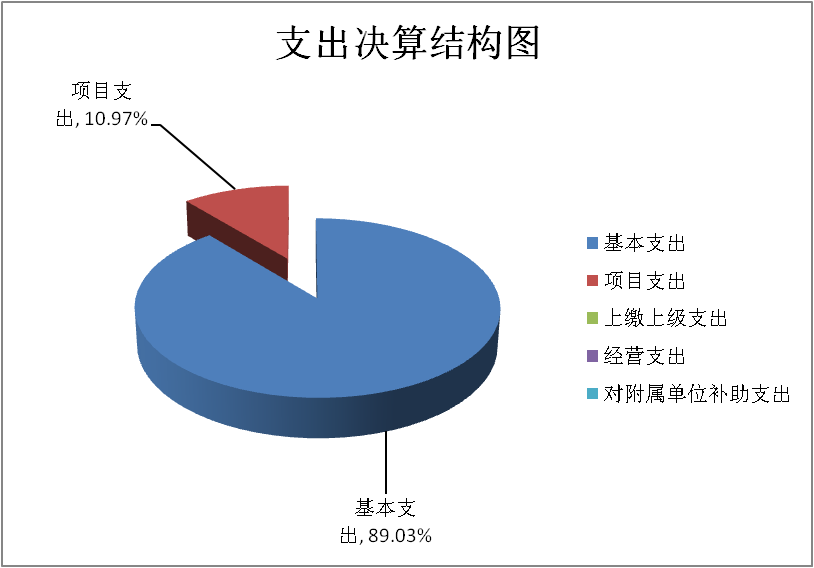 支出决算结构图
项目支
出, 10.97%
基本支出
项目支出
上缴上级支出
经营支出
对附属单位补助支出
基本支
出, 89.03%